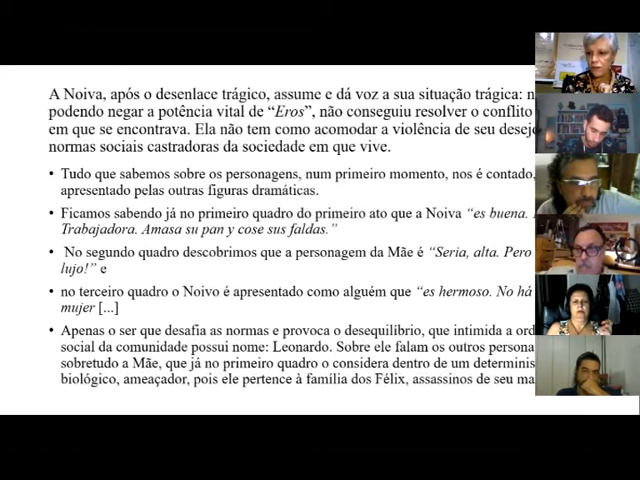 A Noiva, após o desenlace trágico, assume e dá voz a sua situação trágica:
podendo negar a potência vital de “Eros”, não conseguiu resolver o conflito
em que se encontrava. Ela não tem como acomodar a violência de seu
normas sociais castradoras da sociedade em que vive.
• Tudo que sabemos sobre os personagens, num primeiro momento, nos é contado,
apresentado pelas outras figuras dramáticas.
• Ficamos sabendo já no primeiro quadro do primeiro ato que a Noiva “es buena.
Trabajadora. Amasa su pan y cose sus faldas.”
• No segundo quadro descobrimos que a personagem da Mãe é “Seria, alta. Pero
lujo!” e
• no terceiro quadro o Noivo é apresentado como alguém que “es hermoso. No há
mujer [...]
• Apenas o ser que desafia as normas e provoca o desequilíbrio, que intimida a
social da comunidade possui nome: Leonardo. Sobre ele falam os outros
sobretudo a Mãe, que já no primeiro quadro o considera dentro de um
biológico, ameaçador, pois ele pertence à família dos Félix, assassinos de seu